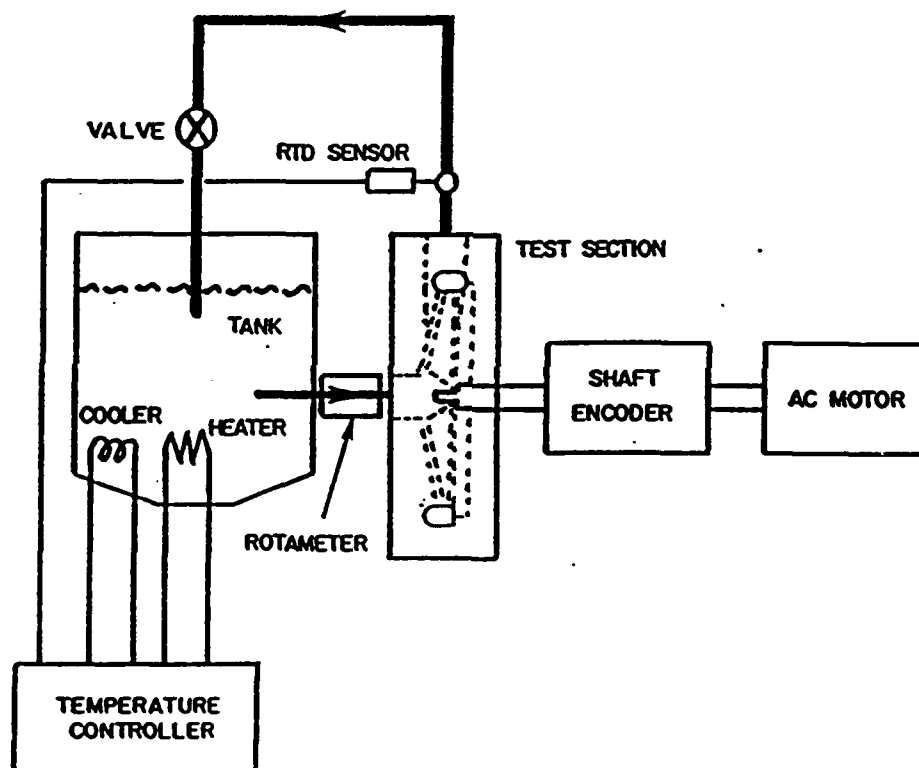 VALVE
RTD SENSOR
TEST SECTION
TANK
SHAFT
ENCODER
AC MOTOR
COOLER
HEATER
ROTAMETER
TEMPERATURE
CONTROLLER